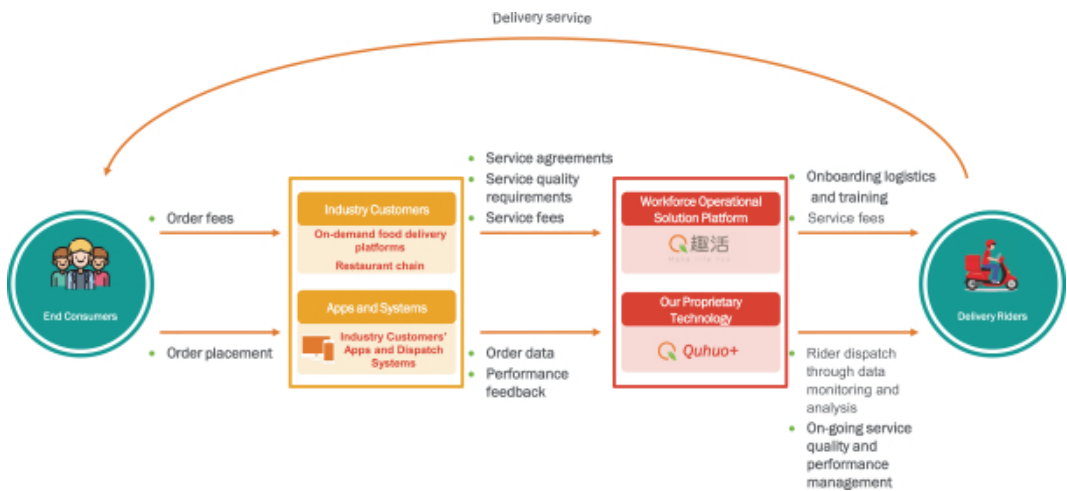 Delivery service
Order fees
Order placement
End Consumers
Industry Customers
On-demand food delivery
platforms
Restaurant chain
Apps and Systems
Industry Customers'
Apps and Dispatch
Systems
Service agreements
Service quality
requirements
Service fees
Order data
Performance
feedback
Workforce Operational
Solution Platform
趣活
Our Proprietary
Technology
Quhuo+
Onboarding logistics
and training
Service fees
Rider dispatch
through data
monitoring and
analysis
On-going service
quality and
performance
management
Delivery Riders